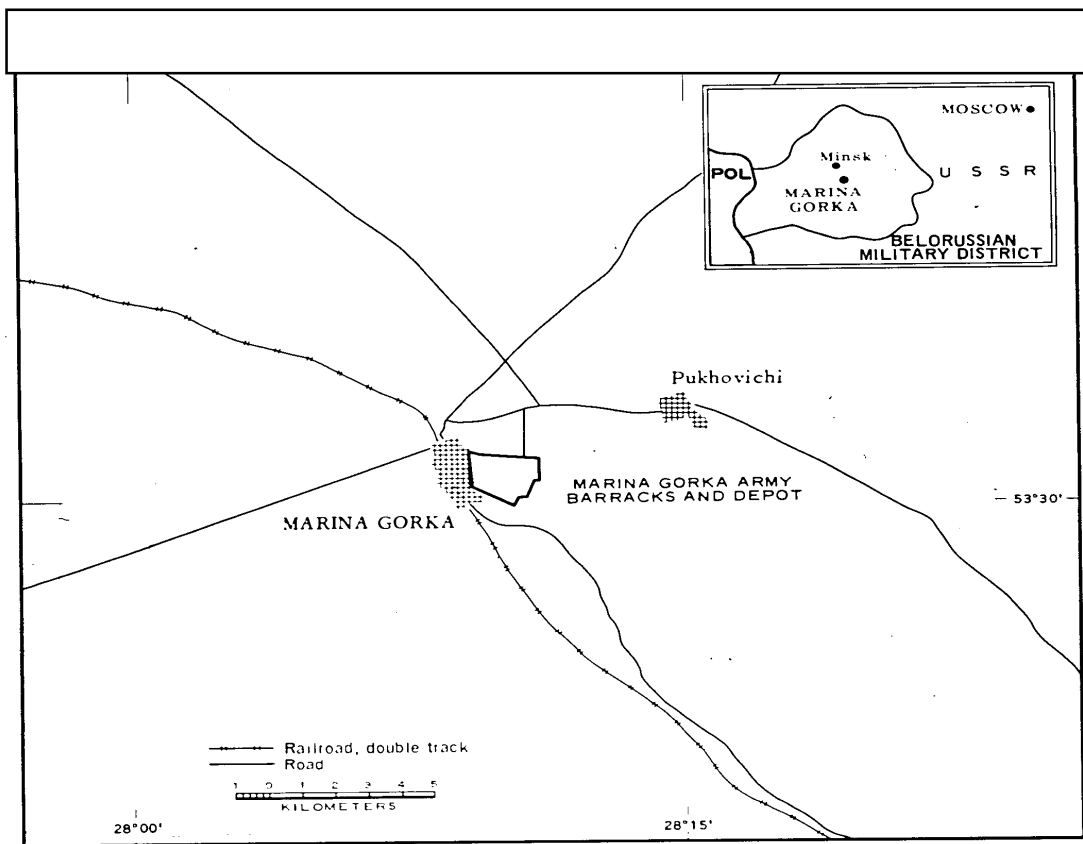 MOSCOW
Minsk
POL
U S S R
MARINA
GORKA
BELORUSSIAN
MILITARY DISTRICT
Pukhovichi
MARINA GORKA ARMY
BARRACKS AND DEPOT
53°30'
MARINA GORKA
Railroad, double track
Road
1 0 1 2 3 4 5
KILOMETERS
28°00'
28°15'